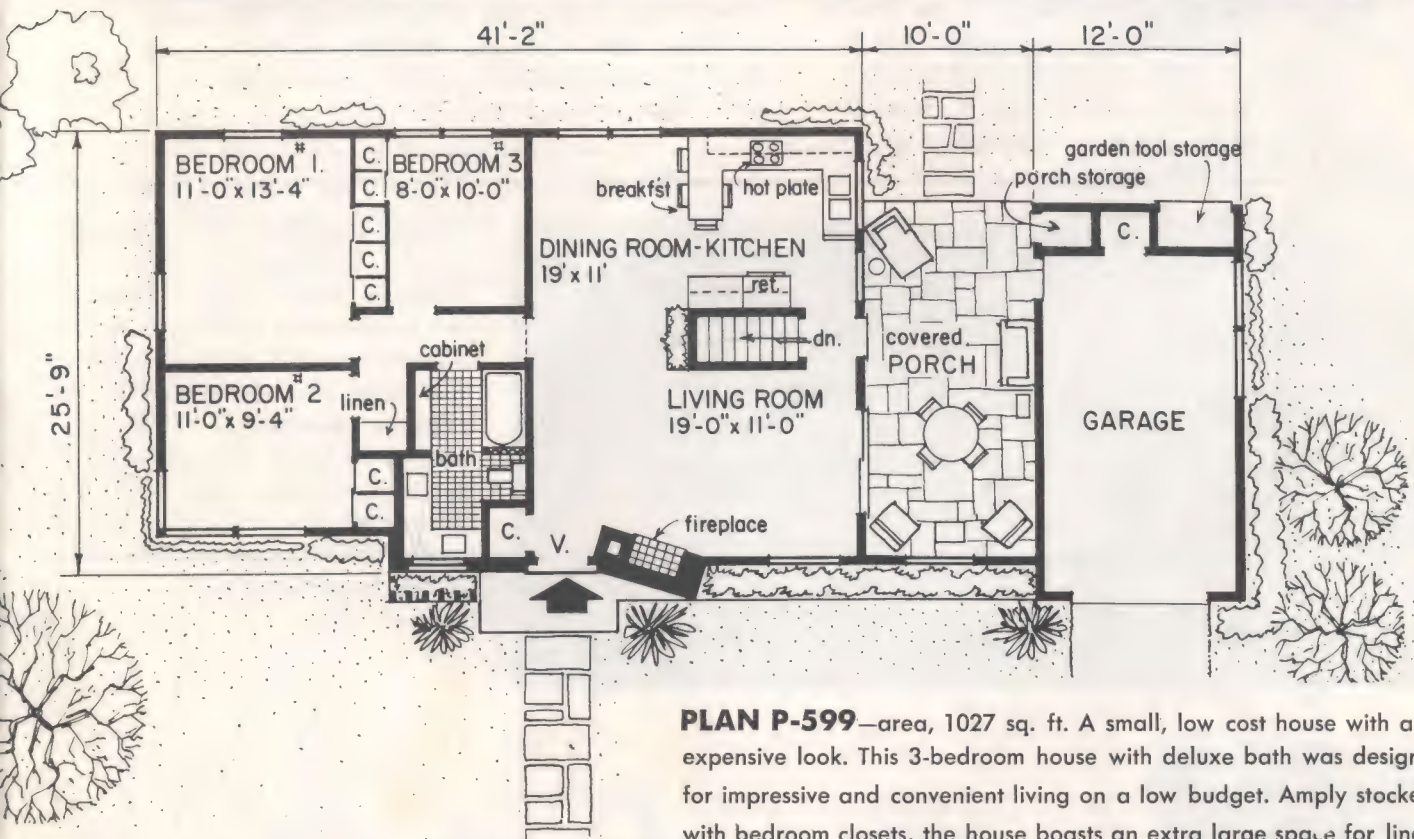 41'-2"
10'-0"
12'-0"
25'-9"
BEDROOM #1.
11'-0" x 13'-4"
C.
C.
C.
C.
C.
BEDROOM #3
8'-0" x 10'-0"
breakf'st
hot plate
garden tool storage
porch storage
C.
DINING ROOM-KITCHEN
19' x 11'
ref.
dn.
covered
PORCH
cabinet
BEDROOM #2
11'-0" x 9'-4"
linen
LIVING ROOM
19'-0" x 11'-0"
GARAGE
bath
C.
C.
C.
V.
fireplace
PLAN P-599—area, 1027 sq. ft. A small, low cost house with a
expensive look. This 3-bedroom house with deluxe bath was design
for impressive and convenient living on a low budget. Amply stocke
with bedroom closets, the house boasts an extra large space for line